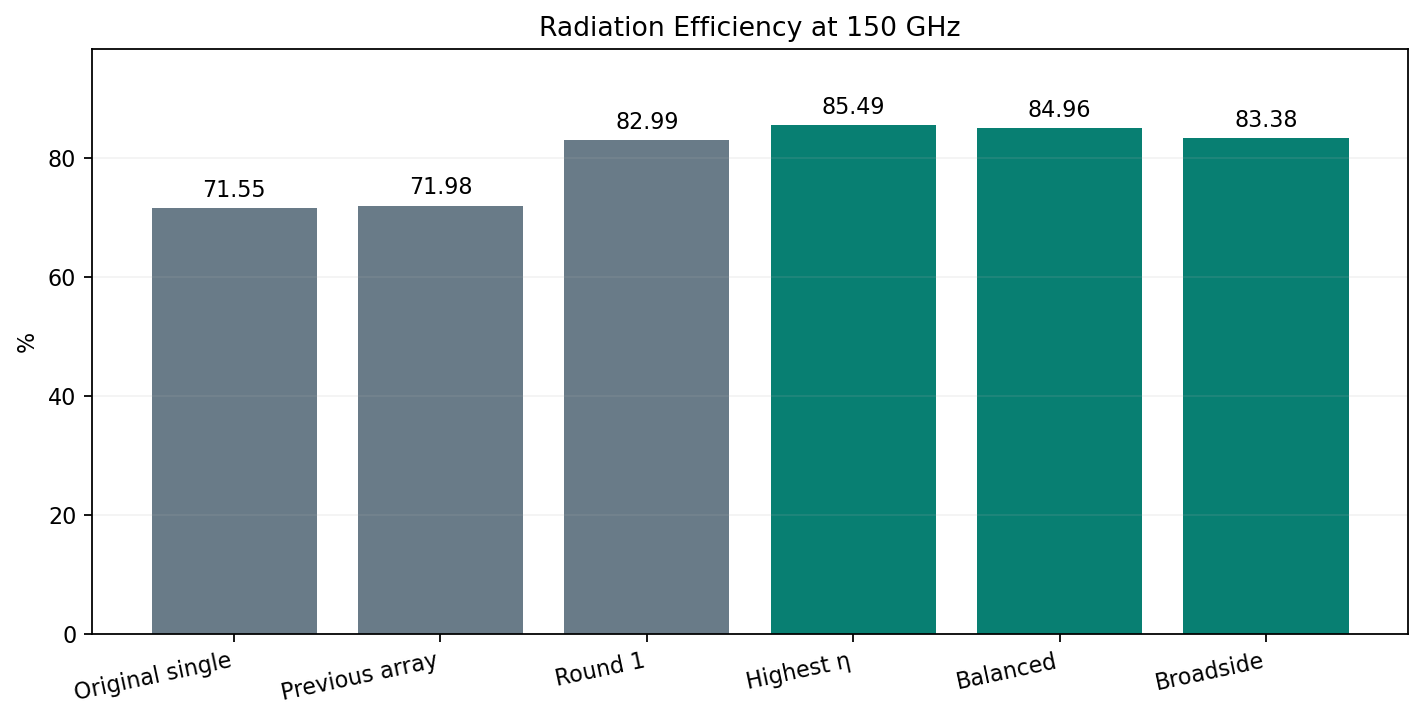 Radiation Efficiency at 150 GHz
%
80
60
40
20
0
71.55
71.98
82.99
85.49
84.96
83.38
Original single
Previous array
Round 1
Highest η
Balanced
Broadside